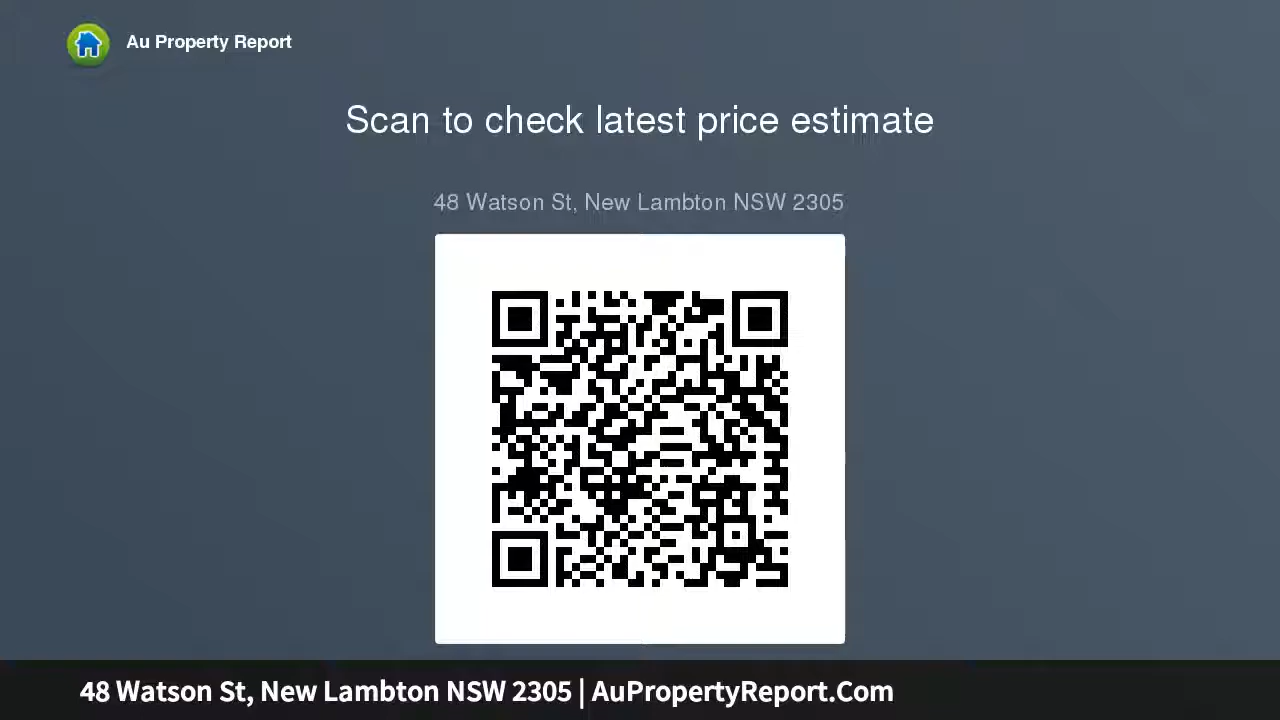 Au Property Report
Scan to check latest price estimate
48 Watson St, New Lambton NSW 2305
48 Watson St, New Lambton NSW 2305 | AuPropertyReport.Com